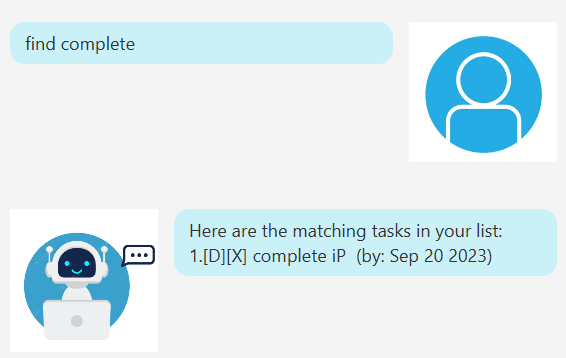 find complete
Here are the matching tasks in your list:
1.[D][X] complete iP  (by: Sep 20 2023)